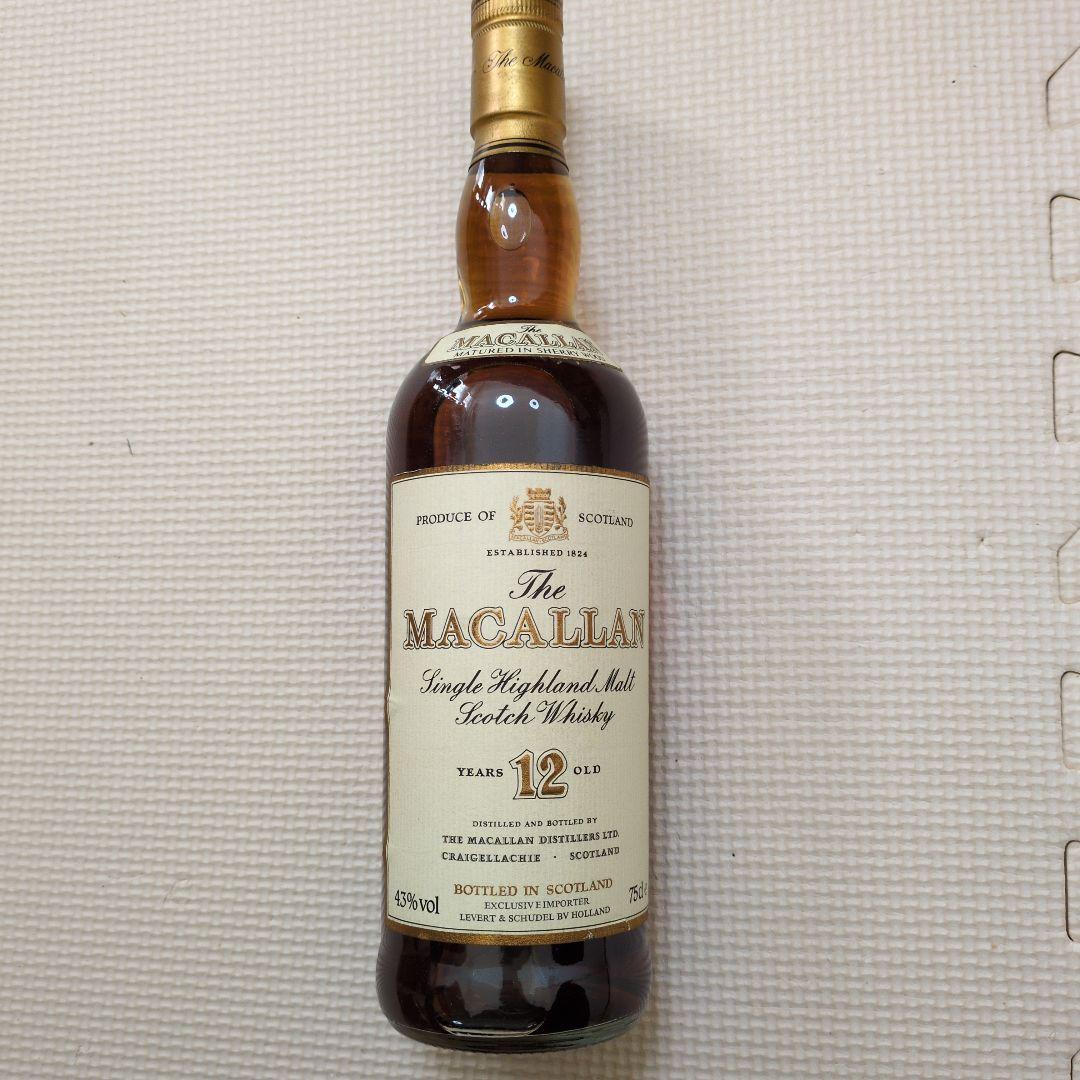 The Maca
The
MACALLAN
MATURED IN SHERRY WOOD
PRODUCE OF SCOTLAND
ESTABLISHED 1824
The
MACALLAN
Single Highland Malt
Scotch Whisky
YEARS 12 OLD
DISTILLED AND BOTTLED BY
THE MACALLAN DISTILLERS LTD.
CRAIGELLACHIE · SCOTLAND
BOTTLED IN SCOTLAND
43%vol 75cl e
EXCLUSIVE IMPORTER
LEVERT & SCHUDEL BV HOLLAND